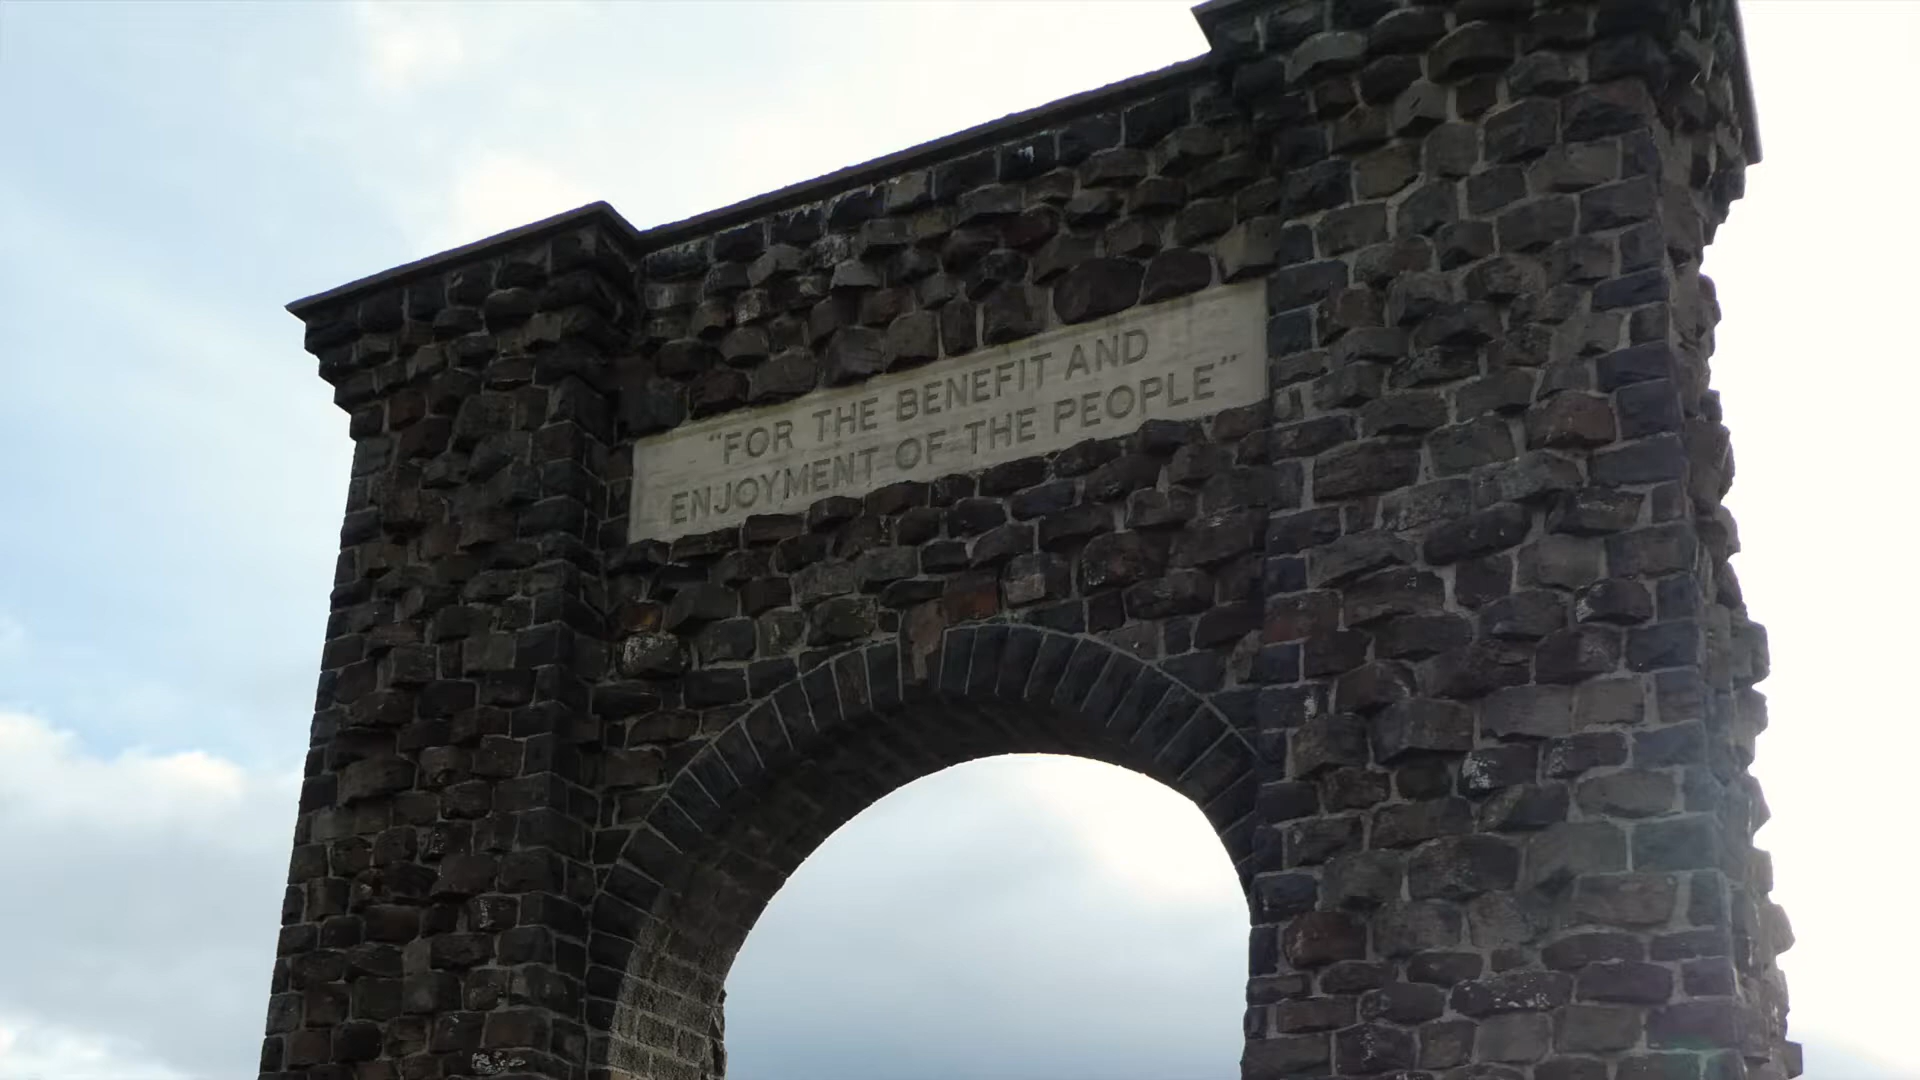 “FOR THE BENEFIT AND
ENJOYMENT OF THE PEOPLE”